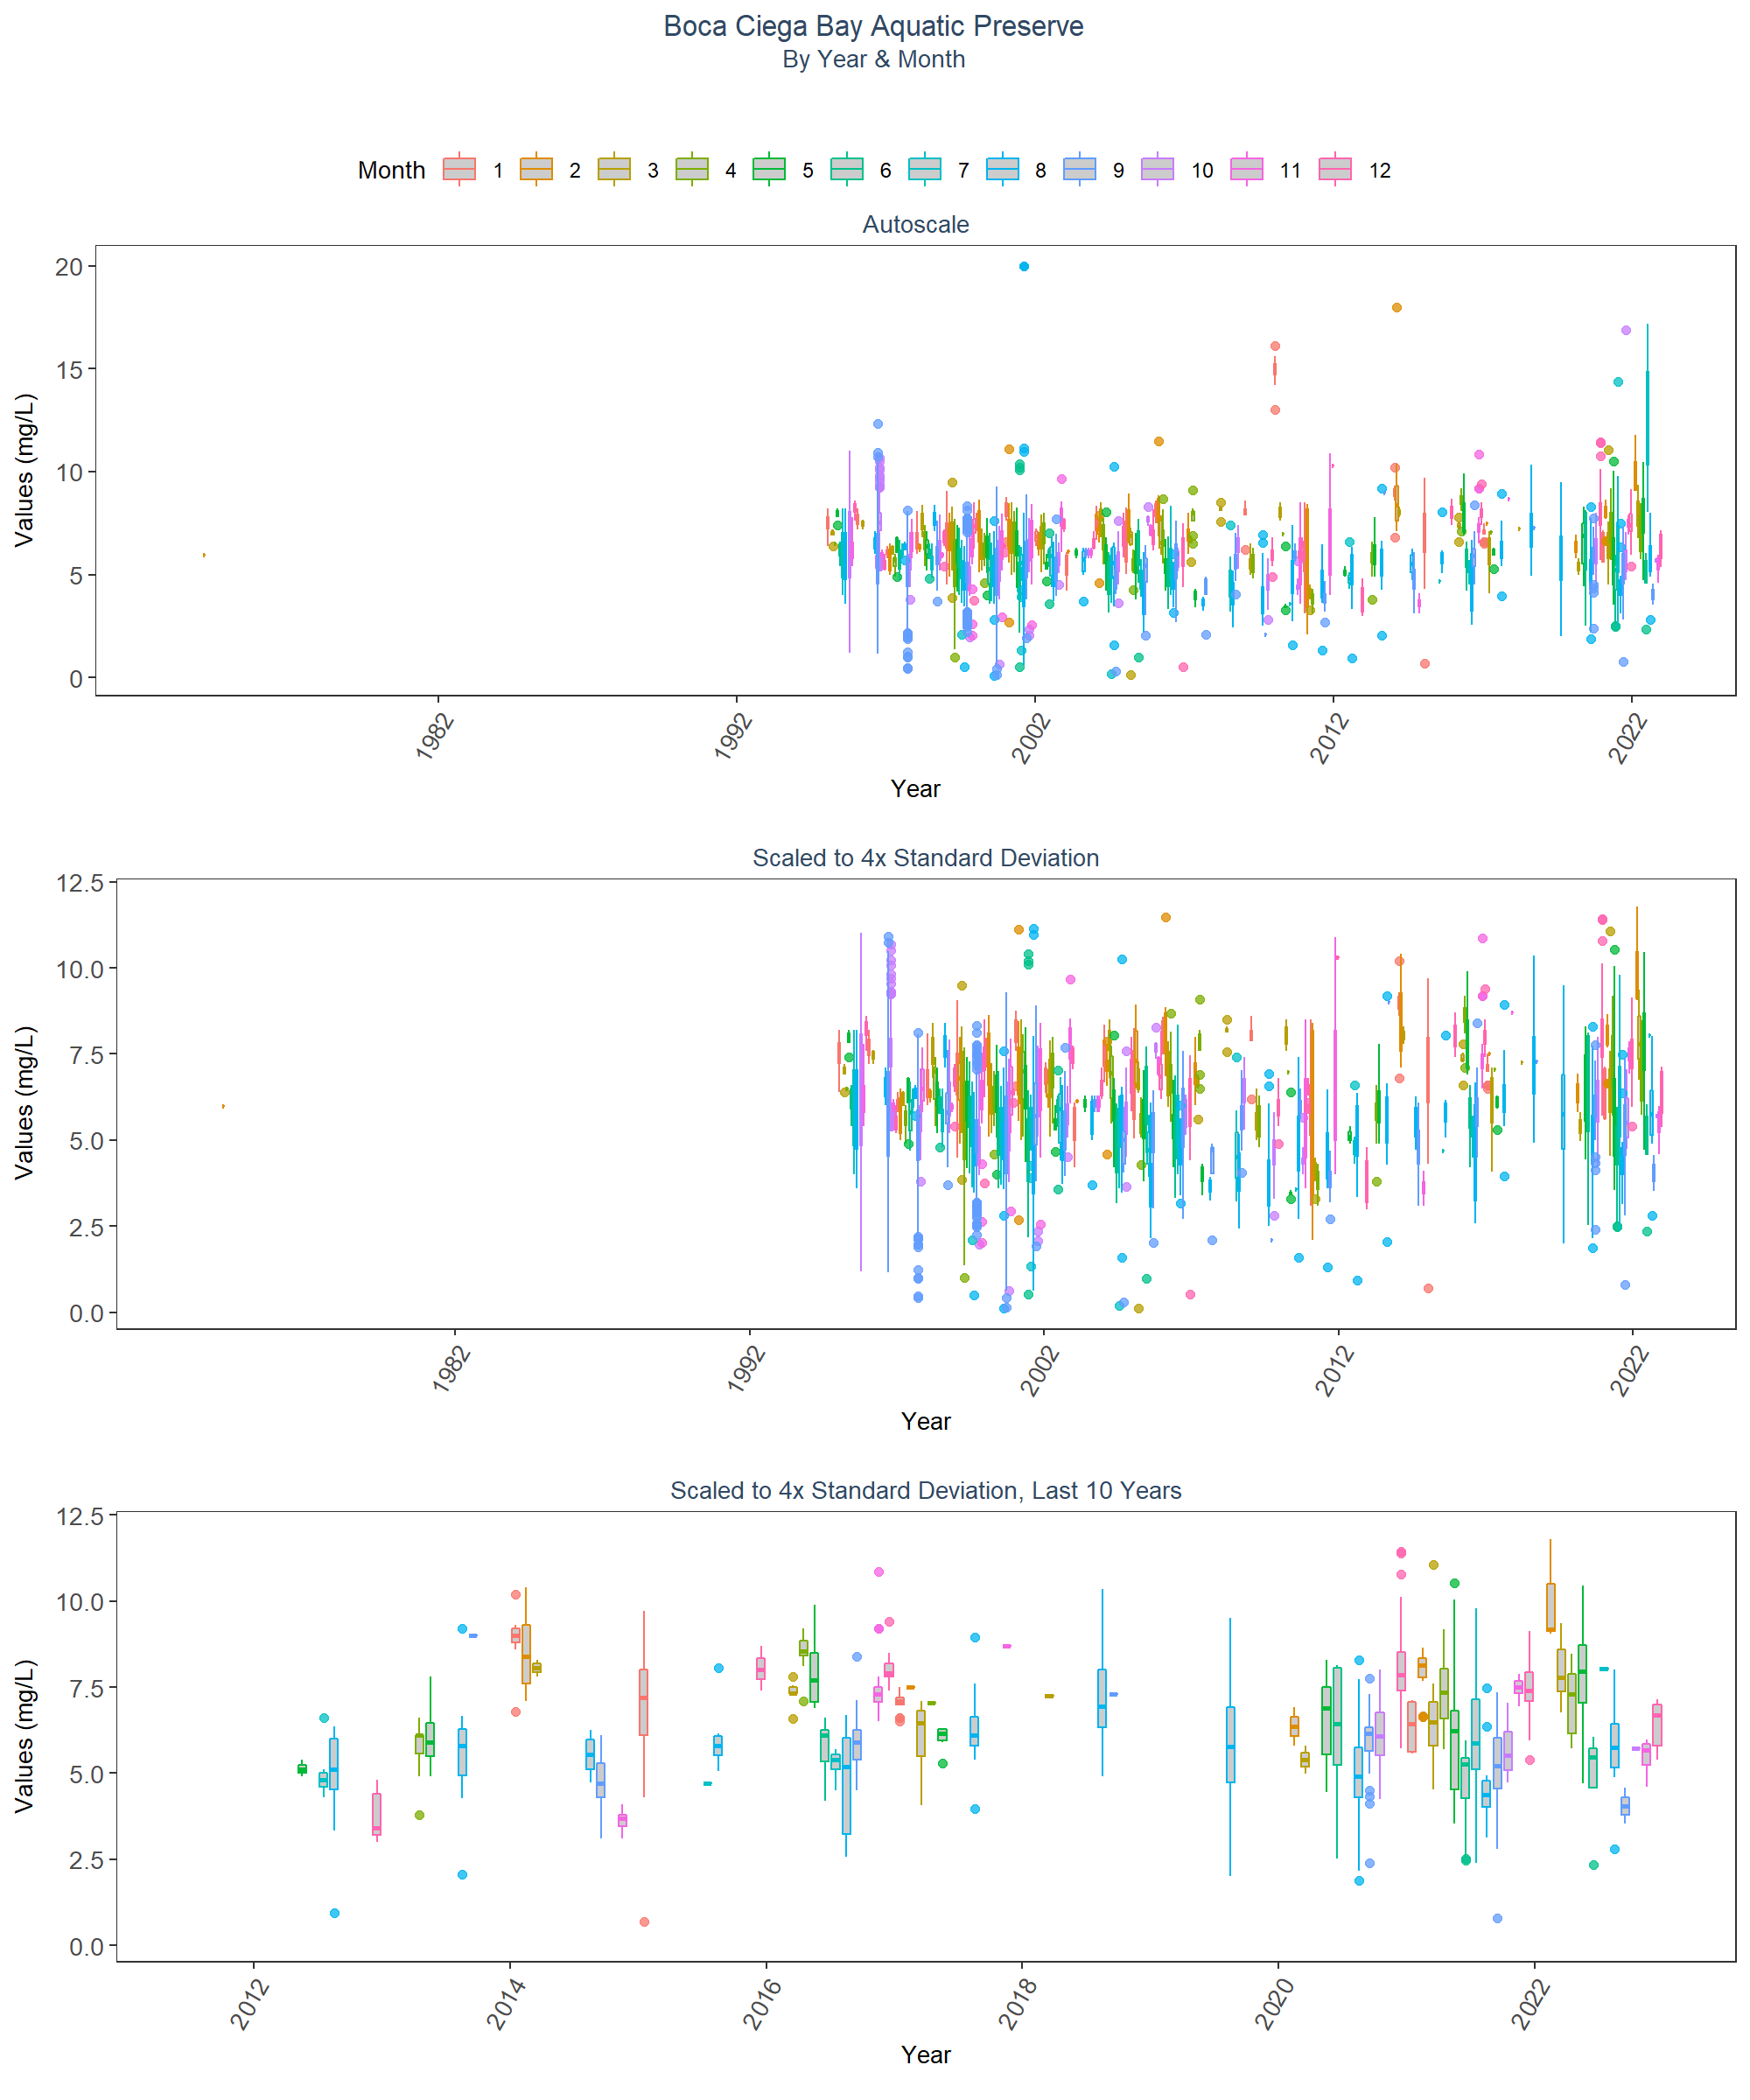 Boca Ciega Bay Aquatic Preserve
By Year & Month
Month 1 2 3 4 5 6 7 8 9 10 11 12
Autoscale
20
15
10
5
0
Values (mg/L)
1982 1992 2002 2012 2022
Year
Scaled to 4x Standard Deviation
12.5
10.0
7.5
5.0
2.5
0.0
Values (mg/L)
1982 1992 2002 2012 2022
Year
Scaled to 4x Standard Deviation, Last 10 Years
12.5
10.0
7.5
5.0
2.5
0.0
Values (mg/L)
2012 2014 2016 2018 2020 2022
Year